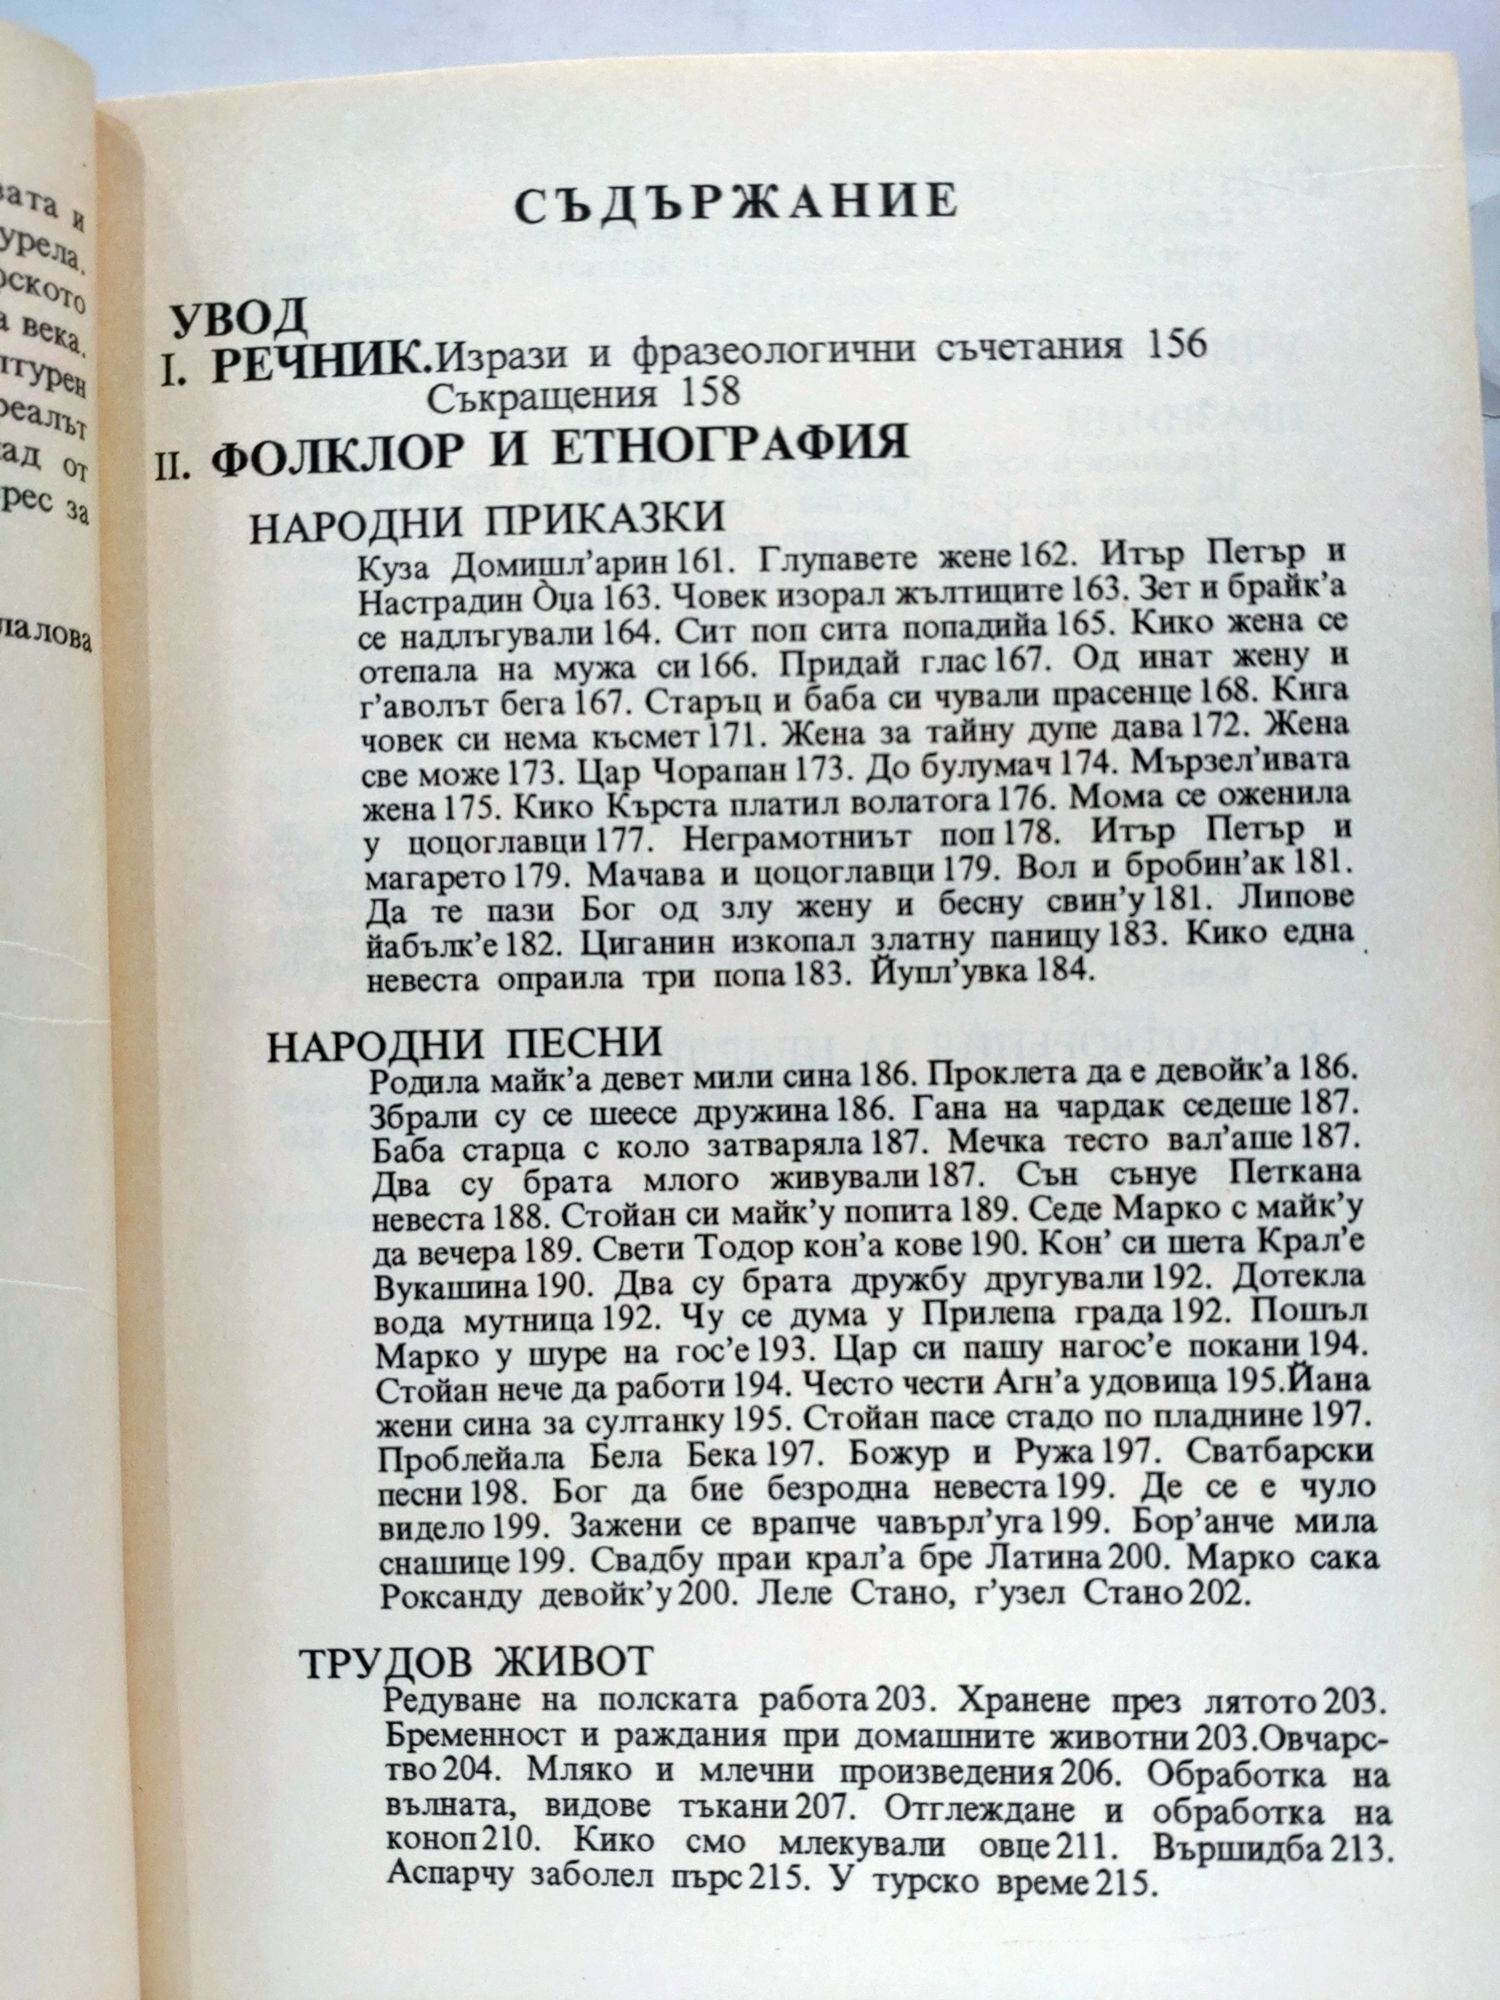 вата и
урела.
рското
а века.
лтурен
реалът
ад от
рес за
лалова
СЪДЪРЖАНИЕ
УВОД
I. РЕЧНИК.Изрази и фразеологични съчетания 156
Съкращения 158
II. ФОЛКЛОР И ЕТНОГРАФИЯ
НАРОДНИ ПРИКАЗКИ
Куза Домишл'арин 161. Глупавете жене 162. Итър Петър и
Настрадин Оџа 163. Човек изорал жълтиците 163. Зет и брайк'а
се надлъгували 164. Сит поп сита попадийа 165. Кико жена се
отепала на мужа си 166. Придай глас 167. Од инат жену и
г'аволът бега 167. Старъц и баба си чували прасенце 168. Кига
човек си нема късмет 171. Жена за тайну дупе дава 172. Жена
све може 173. Цар Чорапан 173. До булумач 174. Мързел'ивата
жена 175. Кико Кърста платил волатога 176. Мома се оженила
у цоцоглавци 177. Неграмотниът поп 178. Итър Петър и
магарето 179. Мачава и цоцоглавци 179. Вол и бробин'ак 181.
Да те пази Бог од злу жену и бесну свин'у 181. Липове
йабълк'е 182. Циганин изкопал златну паницу 183. Кико една
невеста опраила три попа 183. Йупл'увка 184.
НАРОДНИ ПЕСНИ
Родила майк'а девет мили сина 186. Проклета да е девойк'а 186.
Збрали су се шеесе дружина 186. Гана на чардак седеше 187.
Баба старца с коло затваряла 187. Мечка тесто вал'аше 187.
Два су брата млого живували 187. Сън сънуе Петкана
невеста 188. Стойан си майк'у попита 189. Седе Марко с майк'у
да вечера 189. Свети Тодор кон'а кове 190. Кон' си шета Крал'е
Вукашина 190. Два су брата дружбу другували 192. Дотекла
вода мутница 192. Чу се дума у Прилепа града 192. Пошъл
Марко у шуре на гос'е 193. Цар си пашу нагос'е покани 194.
Стойан нече да работи 194. Често чести Агн'а удовица 195.Йана
жени сина за султанку 195. Стойан пасе стадо по пладнине 197.
Проблейала Бела Бека 197. Божур и Ружа 197. Сватбарски
песни 198. Бог да бие безродна невеста 199. Де се е чуло
видело 199. Зажени се врапче чавърл'уга 199. Бор'анче мила
снашице 199. Свадбу праи крал'а бре Латина 200. Марко сака
Роксанду девойк'у 200. Леле Стано, г'узел Стано 202.
ТРУДОВ ЖИВОТ
Редуване на полската работа 203. Хранене през лятото 203.
Бременност и раждания при домашните животни 203.Овчарс-
тво 204. Мляко и млечни произведения 206. Обработка на
вълната, видове тъкани 207. Отглеждане и обработка на
коноп 210. Кико смо млекували овце 211. Вършидба 213.
Аспарчу заболел пърс 215. У турско време 215.